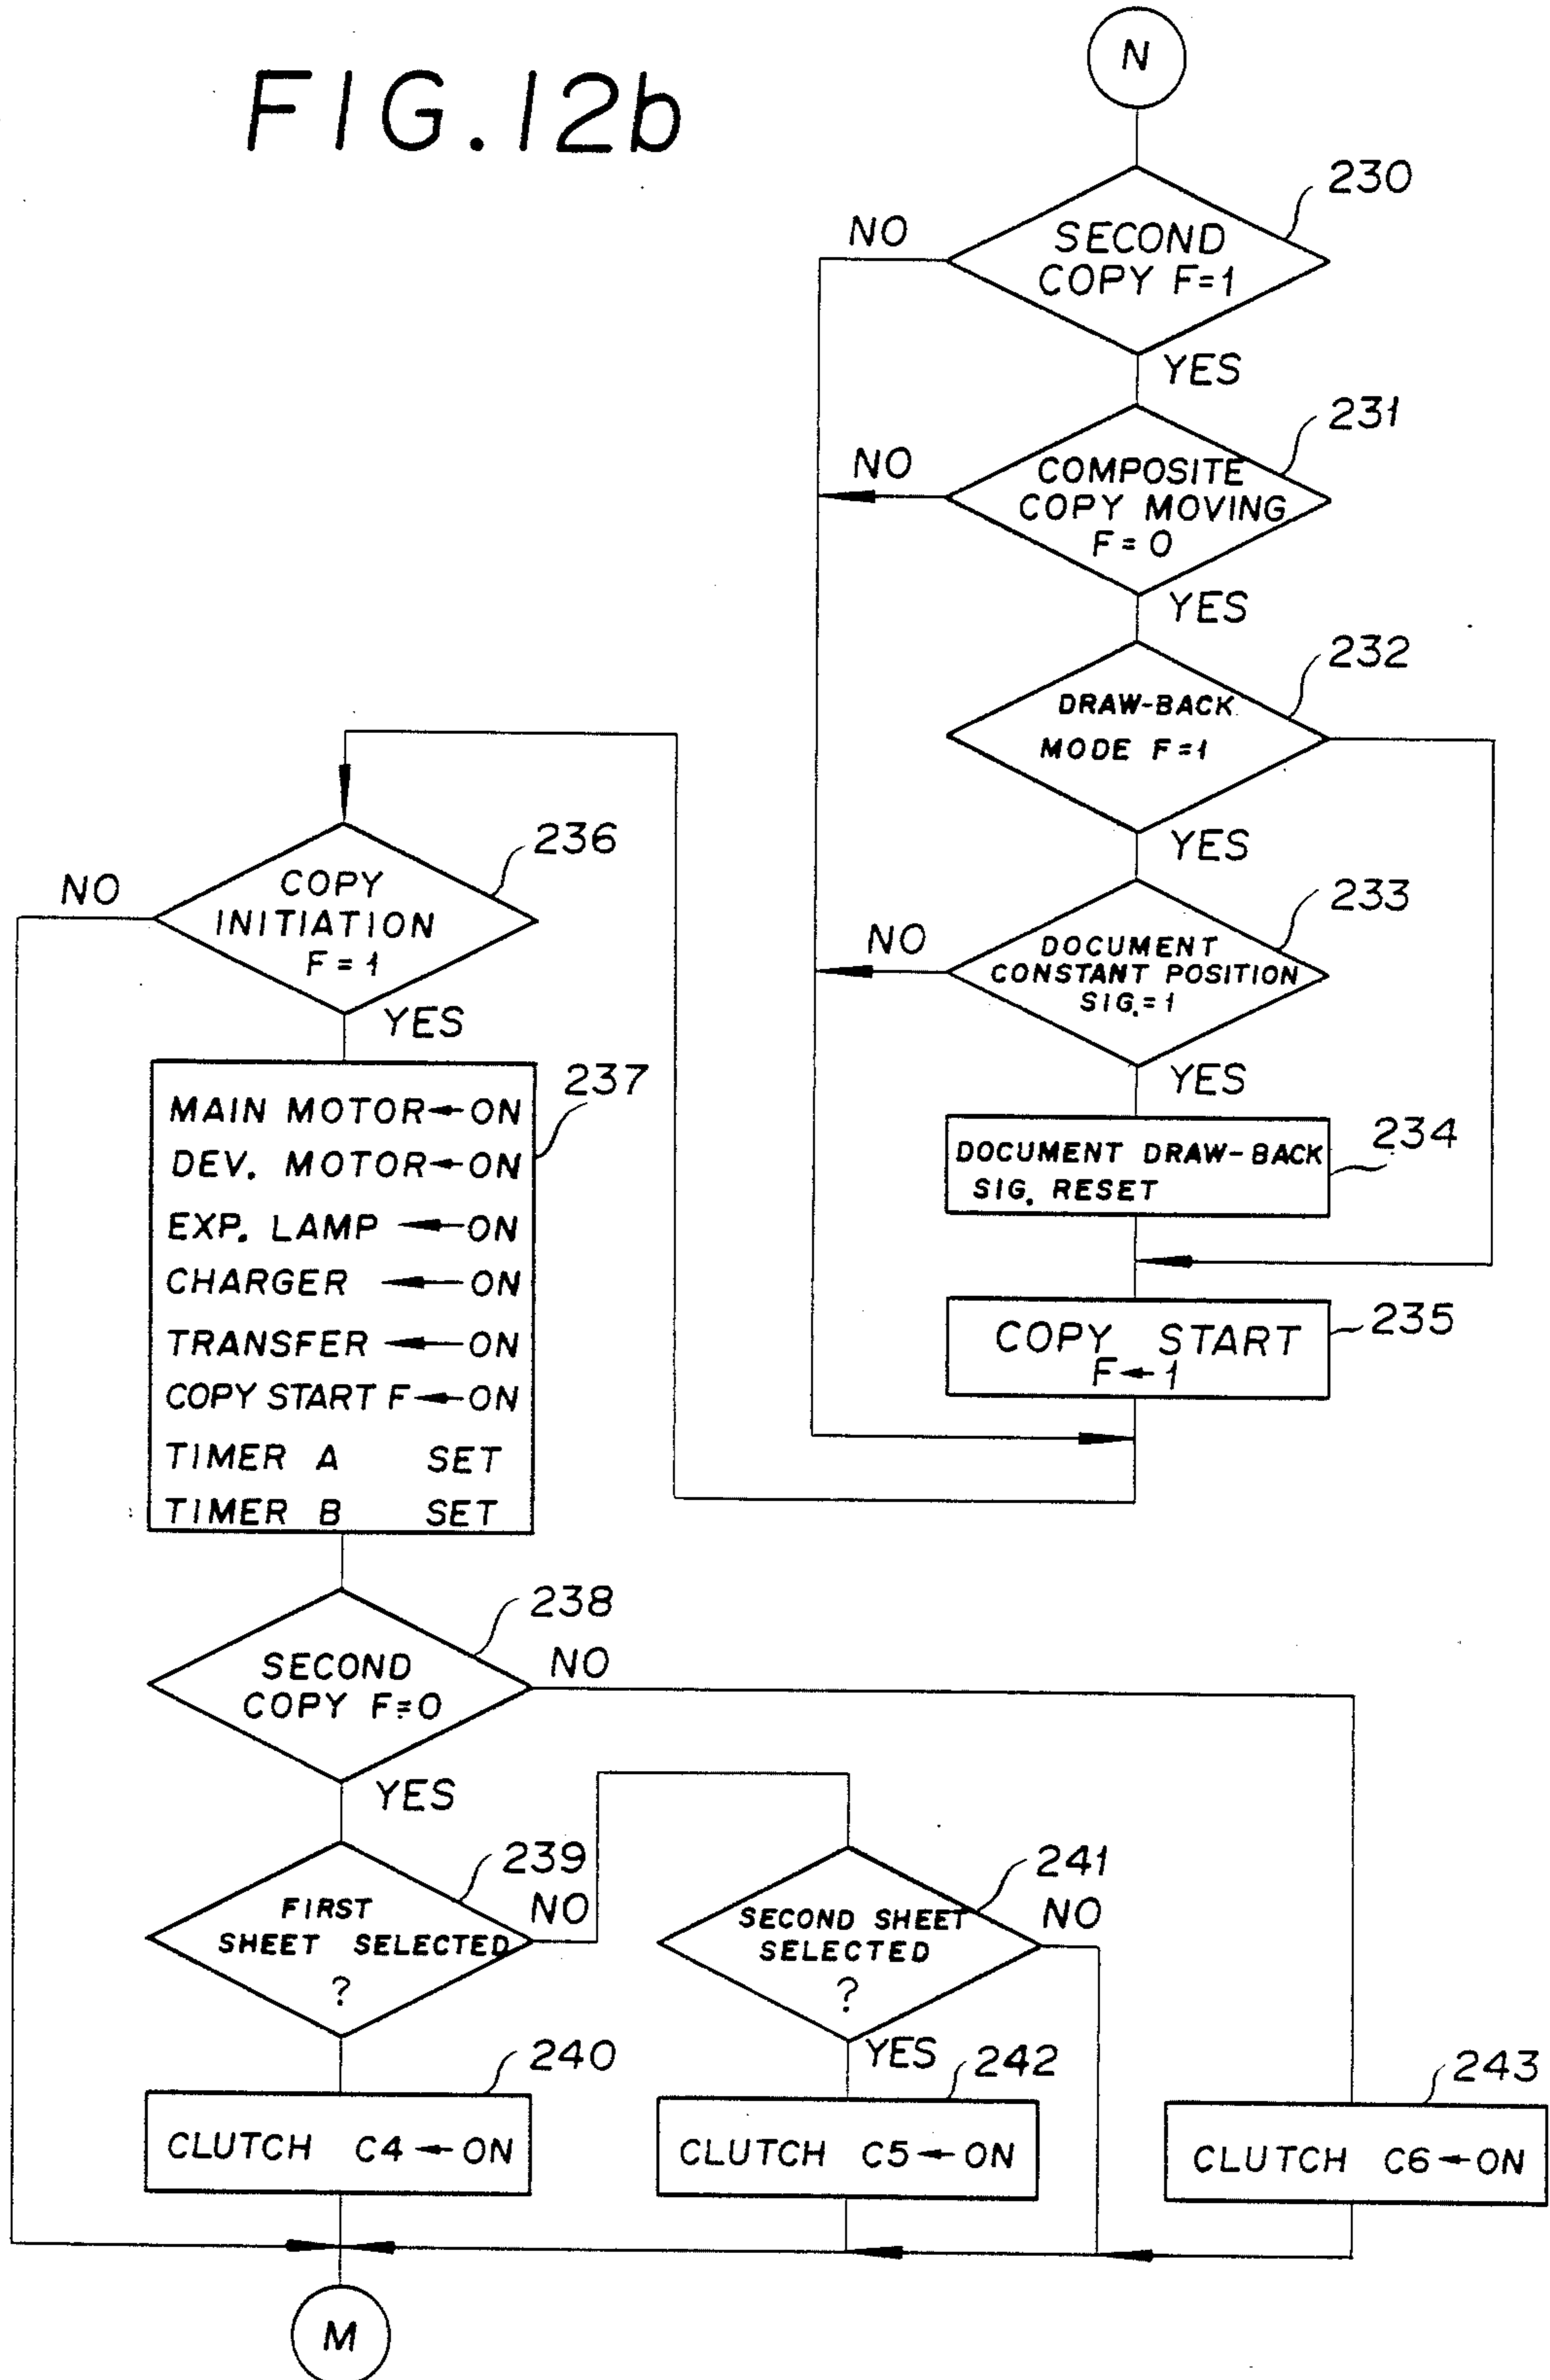 FIG.12b
N
230
SECOND
COPY F=1
NO
YES
231
COMPOSITE
COPY MOVING
F=0
NO
YES
232
DRAW-BACK
MODE F=1
YES
233
DOCUMENT
CONSTANT POSITION
SIG.=1
NO
YES
234
DOCUMENT DRAW-BACK
SIG. RESET
235
COPY START
F←1
236
COPY
INITIATION
F=1
NO
YES
237
MAIN MOTOR←ON
DEV. MOTOR←ON
EXP. LAMP ←ON
CHARGER ←ON
TRANSFER ←ON
COPY START F←ON
TIMER A SET
TIMER B SET
238
SECOND
COPY F=0
NO
YES
239
FIRST
SHEET SELECTED
?
NO
240
CLUTCH C4←ON
241
SECOND SHEET
SELECTED
?
NO
YES
242
CLUTCH C5←ON
243
CLUTCH C6←ON
M